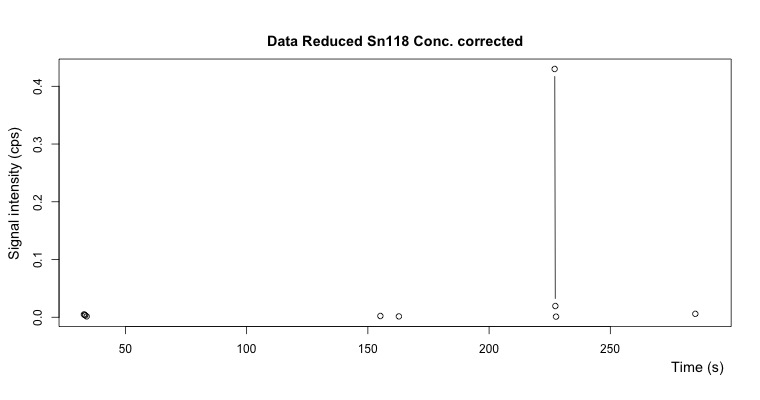 Data Reduced Sn118 Conc. corrected
Signal intensity (cps)
0.4
0.3
0.2
0.1
0.0
50 100 150 200 250
Time (s)